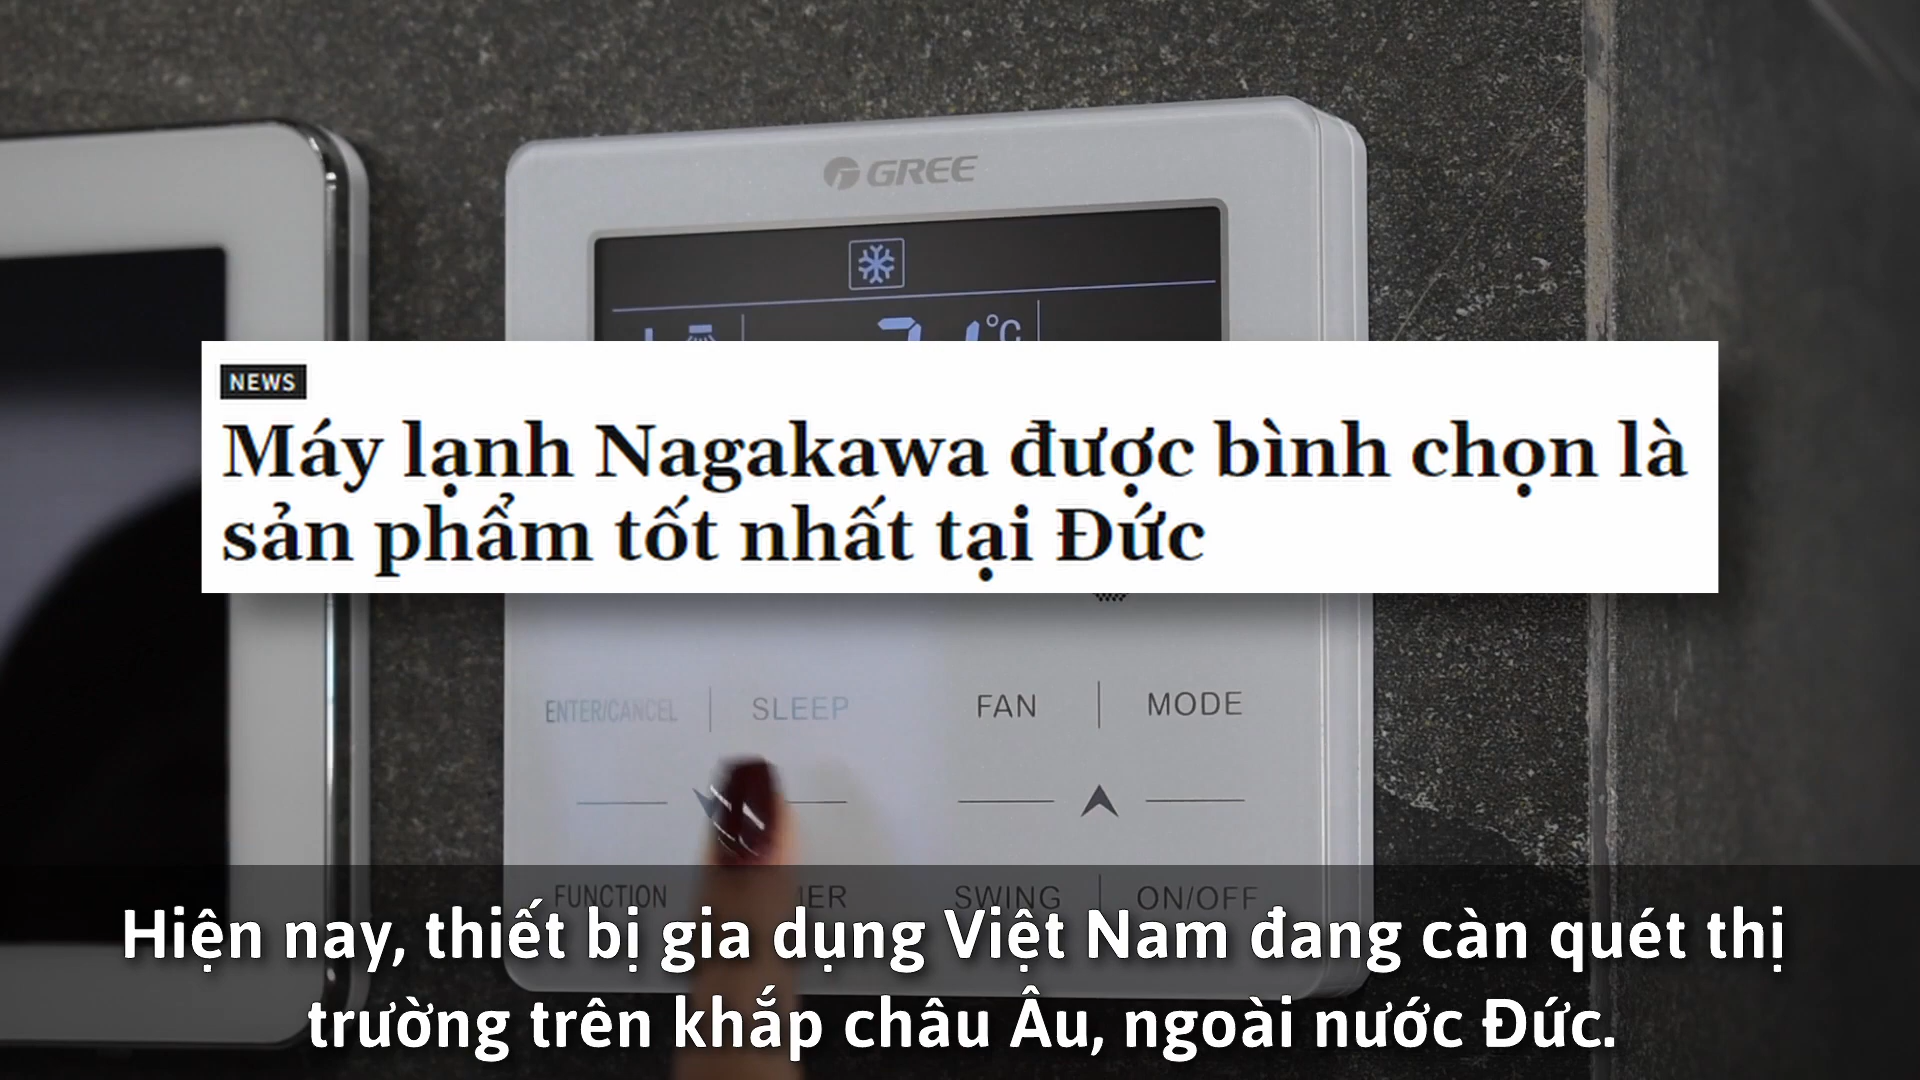 GREE
°C
NEWS
Máy lạnh Nagakawa được bình chọn là
sản phẩm tốt nhất tại Đức
ENTER/CANCEL SLEEP FAN MODE
FUNCTION SWING ON/OFF
Hiện nay, thiết bị gia dụng Việt Nam đang càn quét thị
trường trên khắp châu Âu, ngoài nước Đức.